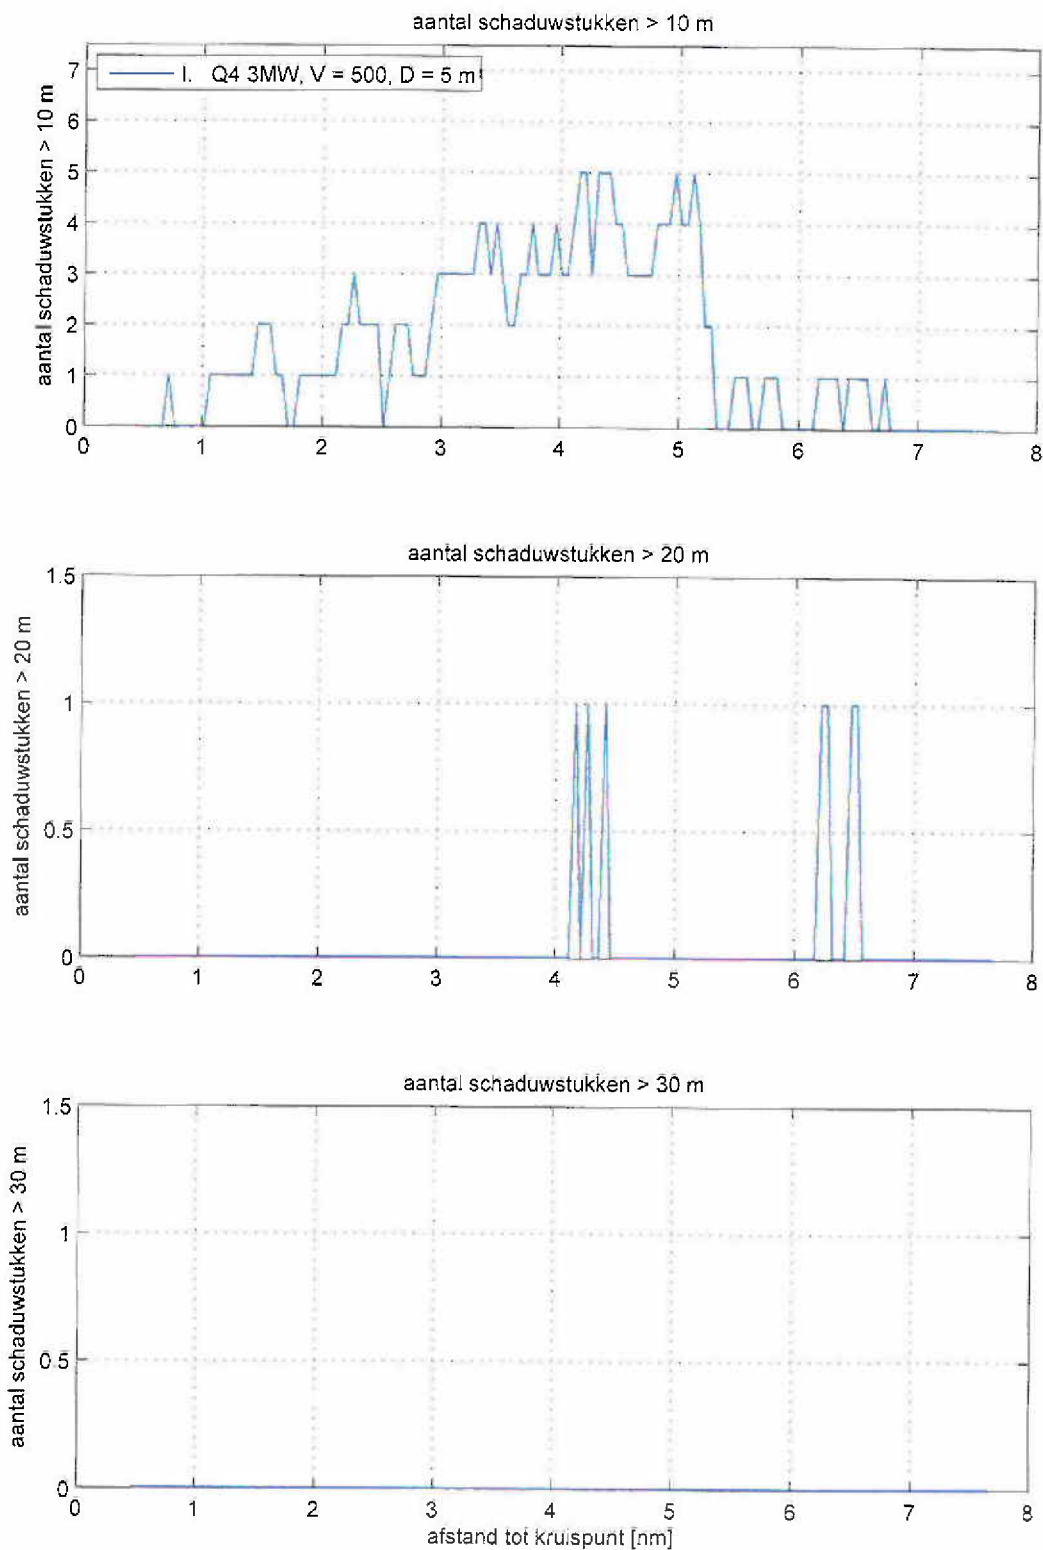 aantal schaduwstukken > 10 m
aantal schaduwstukken > 10 m
7
6
5
4
3
2
1
0
I. Q4 3MW, V = 500, D = 5 m
0 1 2 3 4 5 6 7 8
aantal schaduwstukken > 20 m
aantal schaduwstukken > 20 m
1.5
1
0.5
0
0 1 2 3 4 5 6 7 8
aantal schaduwstukken > 30 m
aantal schaduwstukken > 30 m
1.5
1
0.5
0
0 1 2 3 4 5 6 7 8
afstand tot kruispunt [nm]